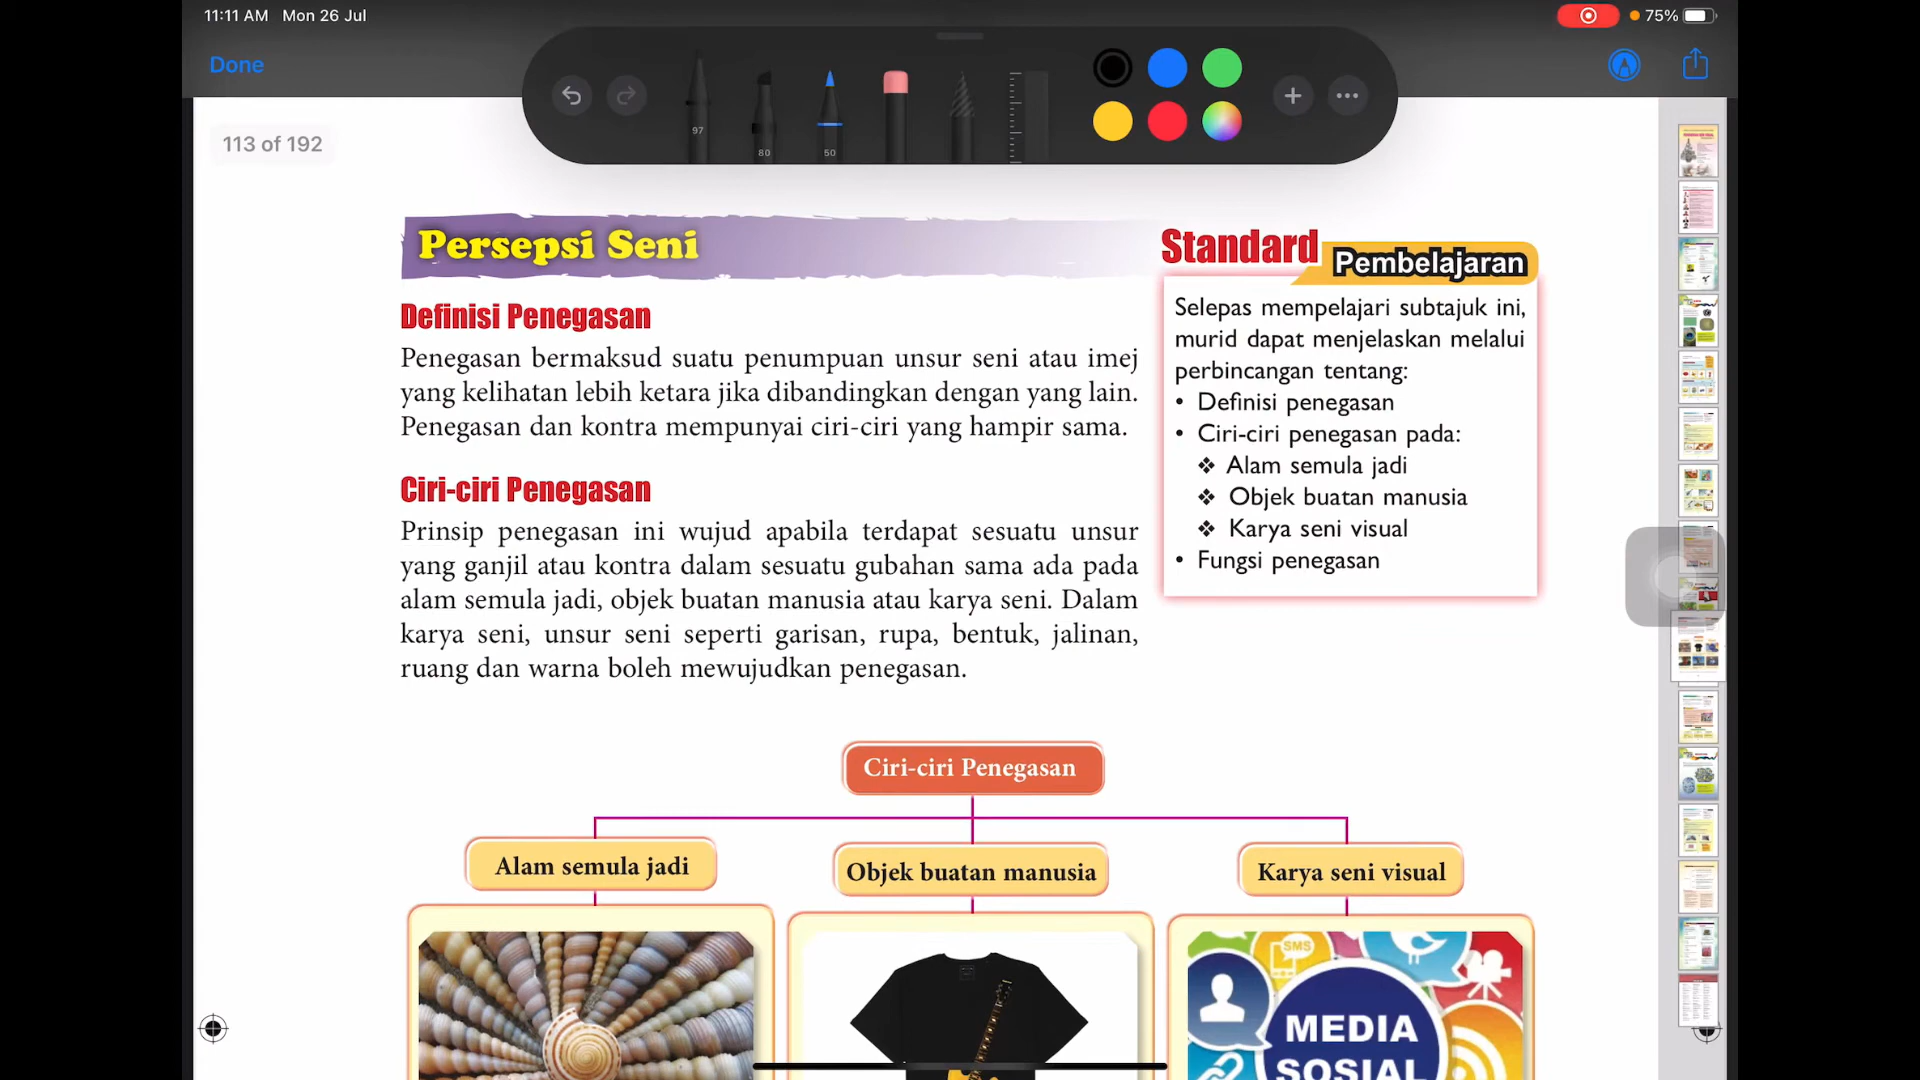 11:11 AM Mon 26 Jul
75%
Done
97
80
50
113 of 192
Persepsi Seni
Definisi Penegasan
Penegasan bermaksud suatu penumpuan unsur seni atau imej
yang kelihatan lebih ketara jika dibandingkan dengan yang lain.
Penegasan dan kontra mempunyai ciri-ciri yang hampir sama.
Ciri-ciri Penegasan
Prinsip penegasan ini wujud apabila terdapat sesuatu unsur
yang ganjil atau kontra dalam sesuatu gubahan sama ada pada
alam semula jadi, objek buatan manusia atau karya seni. Dalam
karya seni, unsur seni seperti garisan, rupa, bentuk, jalinan,
ruang dan warna boleh mewujudkan penegasan.
Standard
Pembelajaran
Selepas mempelajari subtajuk ini,
murid dapat menjelaskan melalui
perbincangan tentang:
• Definisi penegasan
• Ciri-ciri penegasan pada:
❖ Alam semula jadi
❖ Objek buatan manusia
❖ Karya seni visual
• Fungsi penegasan
Ciri-ciri Penegasan
Alam semula jadi
Objek buatan manusia
Karya seni visual
SMS
MEDIA
SOSIAL